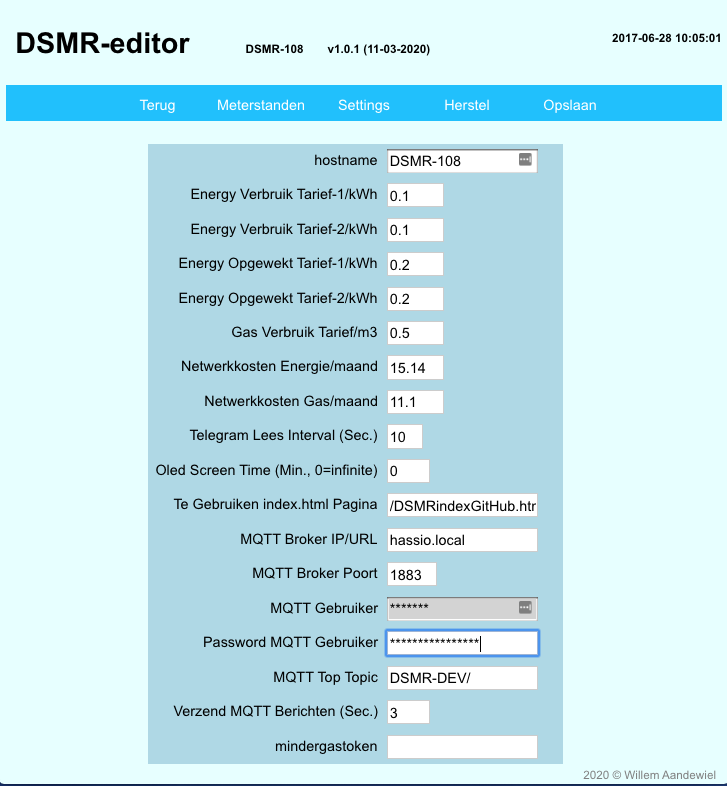 DSMR-editor DSMR-108 v1.0.1 (11-03-2020) 2017-06-28 10:05:01
Terug Meterstanden Settings Herstel Opslaan
hostname DSMR-108
Energy Verbruik Tarief-1/kWh 0.1
Energy Verbruik Tarief-2/kWh 0.1
Energy Opgewekt Tarief-1/kWh 0.2
Energy Opgewekt Tarief-2/kWh 0.2
Gas Verbruik Tarief/m3 0.5
Netwerkkosten Energie/maand 15.14
Netwerkkosten Gas/maand 11.1
Telegram Lees Interval (Sec.) 10
Oled Screen Time (Min., 0=infinite) 0
Te Gebruiken index.html Pagina /DSMRindexGitHub.htr
MQTT Broker IP/URL hassio.local
MQTT Broker Poort 1883
MQTT Gebruiker *******
Password MQTT Gebruiker ****************
MQTT Top Topic DSMR-DEV/
Verzend MQTT Berichten (Sec.) 3
mindergastoken
2020 © Willem Aandewiel